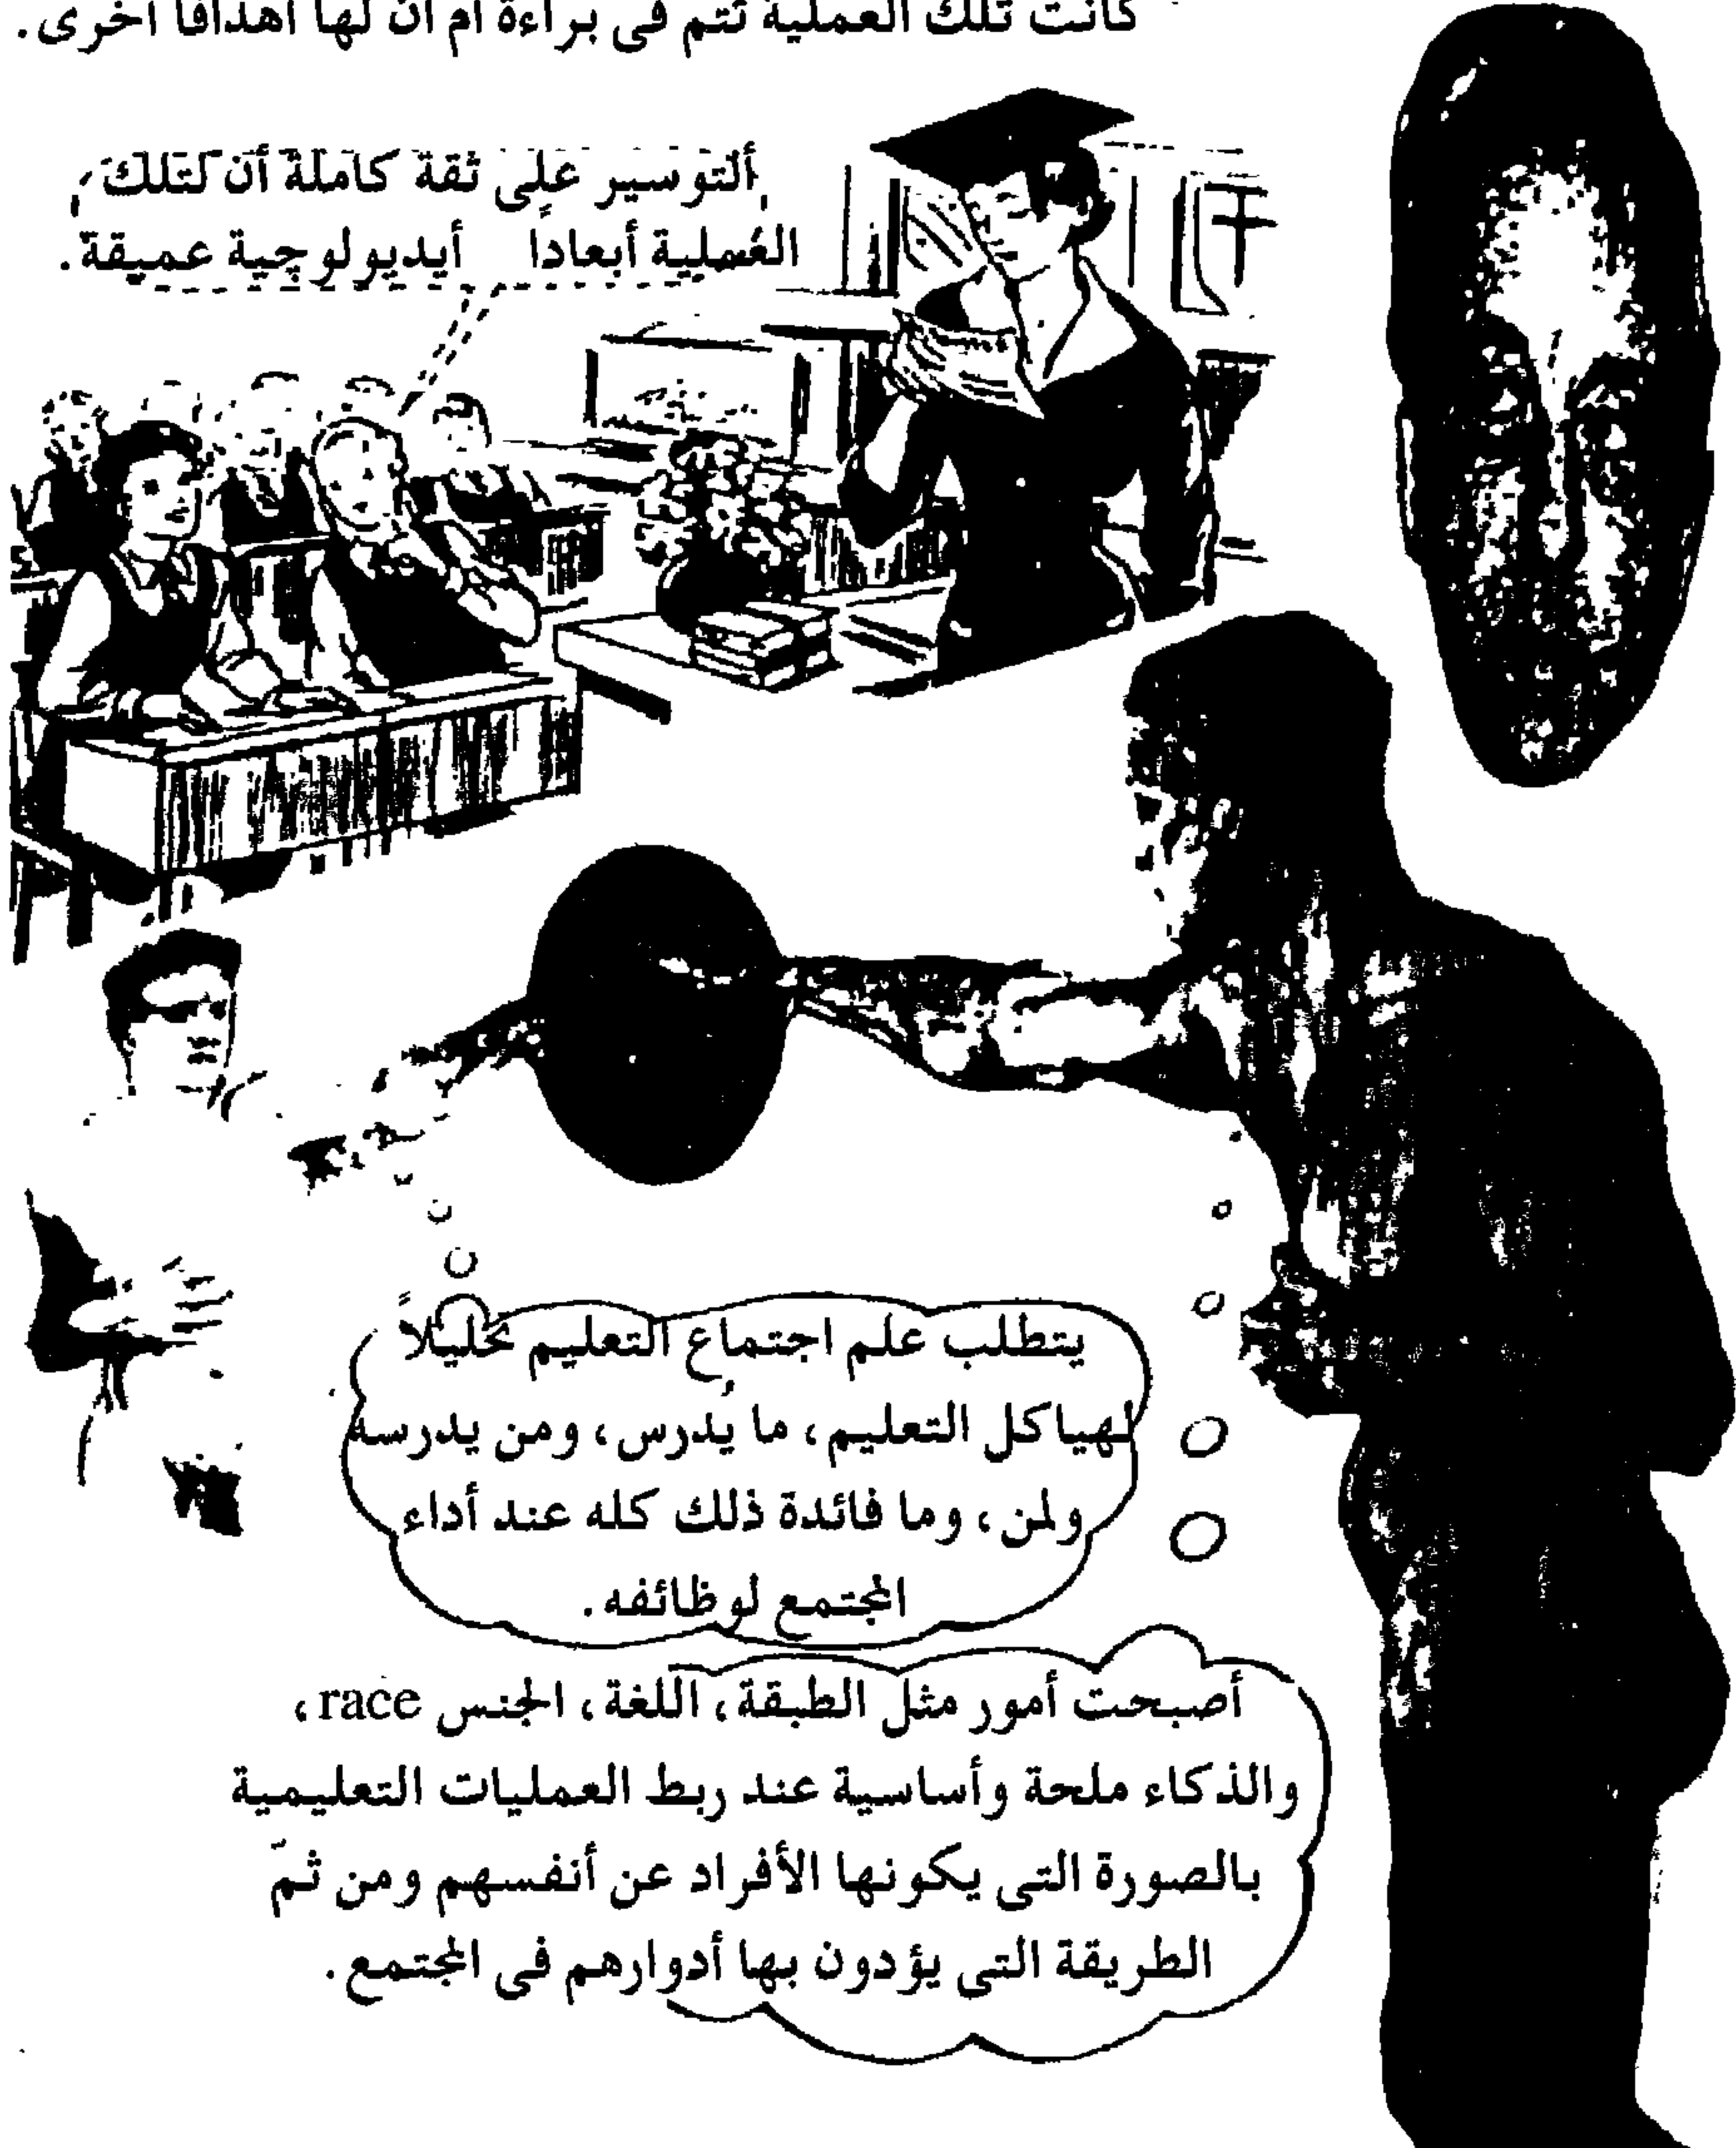 كانت تلك العملية تتم فى براءة أم أن لها أهدافا أخرى.
ألتوسير على ثقة كاملة أن لتلك
العملية أبعاداً أيديولوچية عميقة.
يتطلب علم اجتماع التعليم تحليلاً
لهياكل التعليم، ما يُدرس، ومن يدرسه
ولمن، وما فائدة ذلك كله عند أداء
المجتمع لوظائفه.
أصبحت أمور مثل الطبقة، اللغة، الجنس race،
والذكاء ملحة وأساسية عند ربط العمليات التعليمية
بالصورة التى يكونها الأفراد عن أنفسهم ومن ثمّ
الطريقة التى يؤدون بها أدوارهم فى المجتمع.